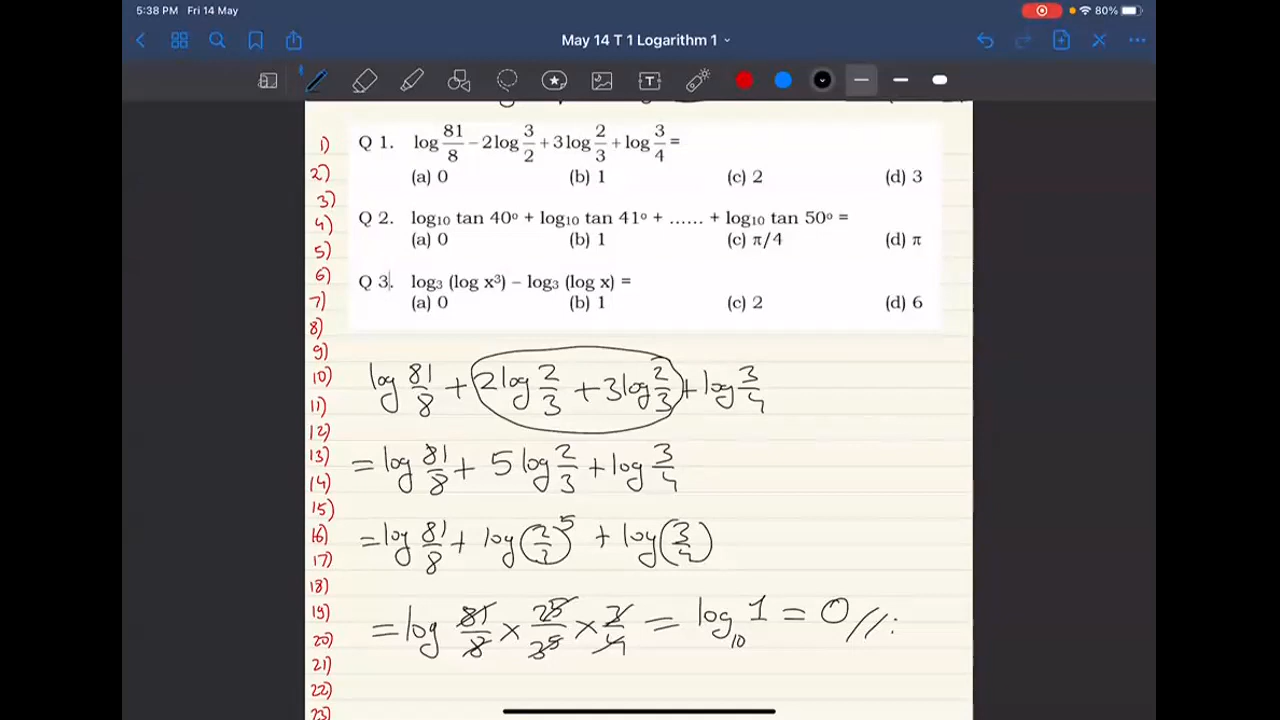 5:38 PM Fri 14 May
80%
May 14 T 1 Logarithm 1
Q 1. log 81/8 − 2log 3/2 + 3log 2/3 + log 3/4 =
(a) 0 (b) 1 (c) 2 (d) 3
Q 2. log₁₀ tan 40° + log₁₀ tan 41° + ...... + log₁₀ tan 50° =
(a) 0 (b) 1 (c) π/4 (d) π
Q 3. log₃ (log x³) − log₃ (log x) =
(a) 0 (b) 1 (c) 2 (d) 6
1)
2)
3)
4)
5)
6)
7)
8)
9)
10)
11)
12)
13)
14)
15)
16)
17)
18)
19)
20)
21)
22)
23)
log 81/8 + 2log 2/3 + 3log 2/3 + log 3/4
= log 81/8 + 5 log 2/3 + log 3/4
= log 81/8 + log (2/3)⁵ + log (3/4)
= log 81/8 × 2⁵/3⁵ × 3/4 = log₁₀ 1 = 0 //: